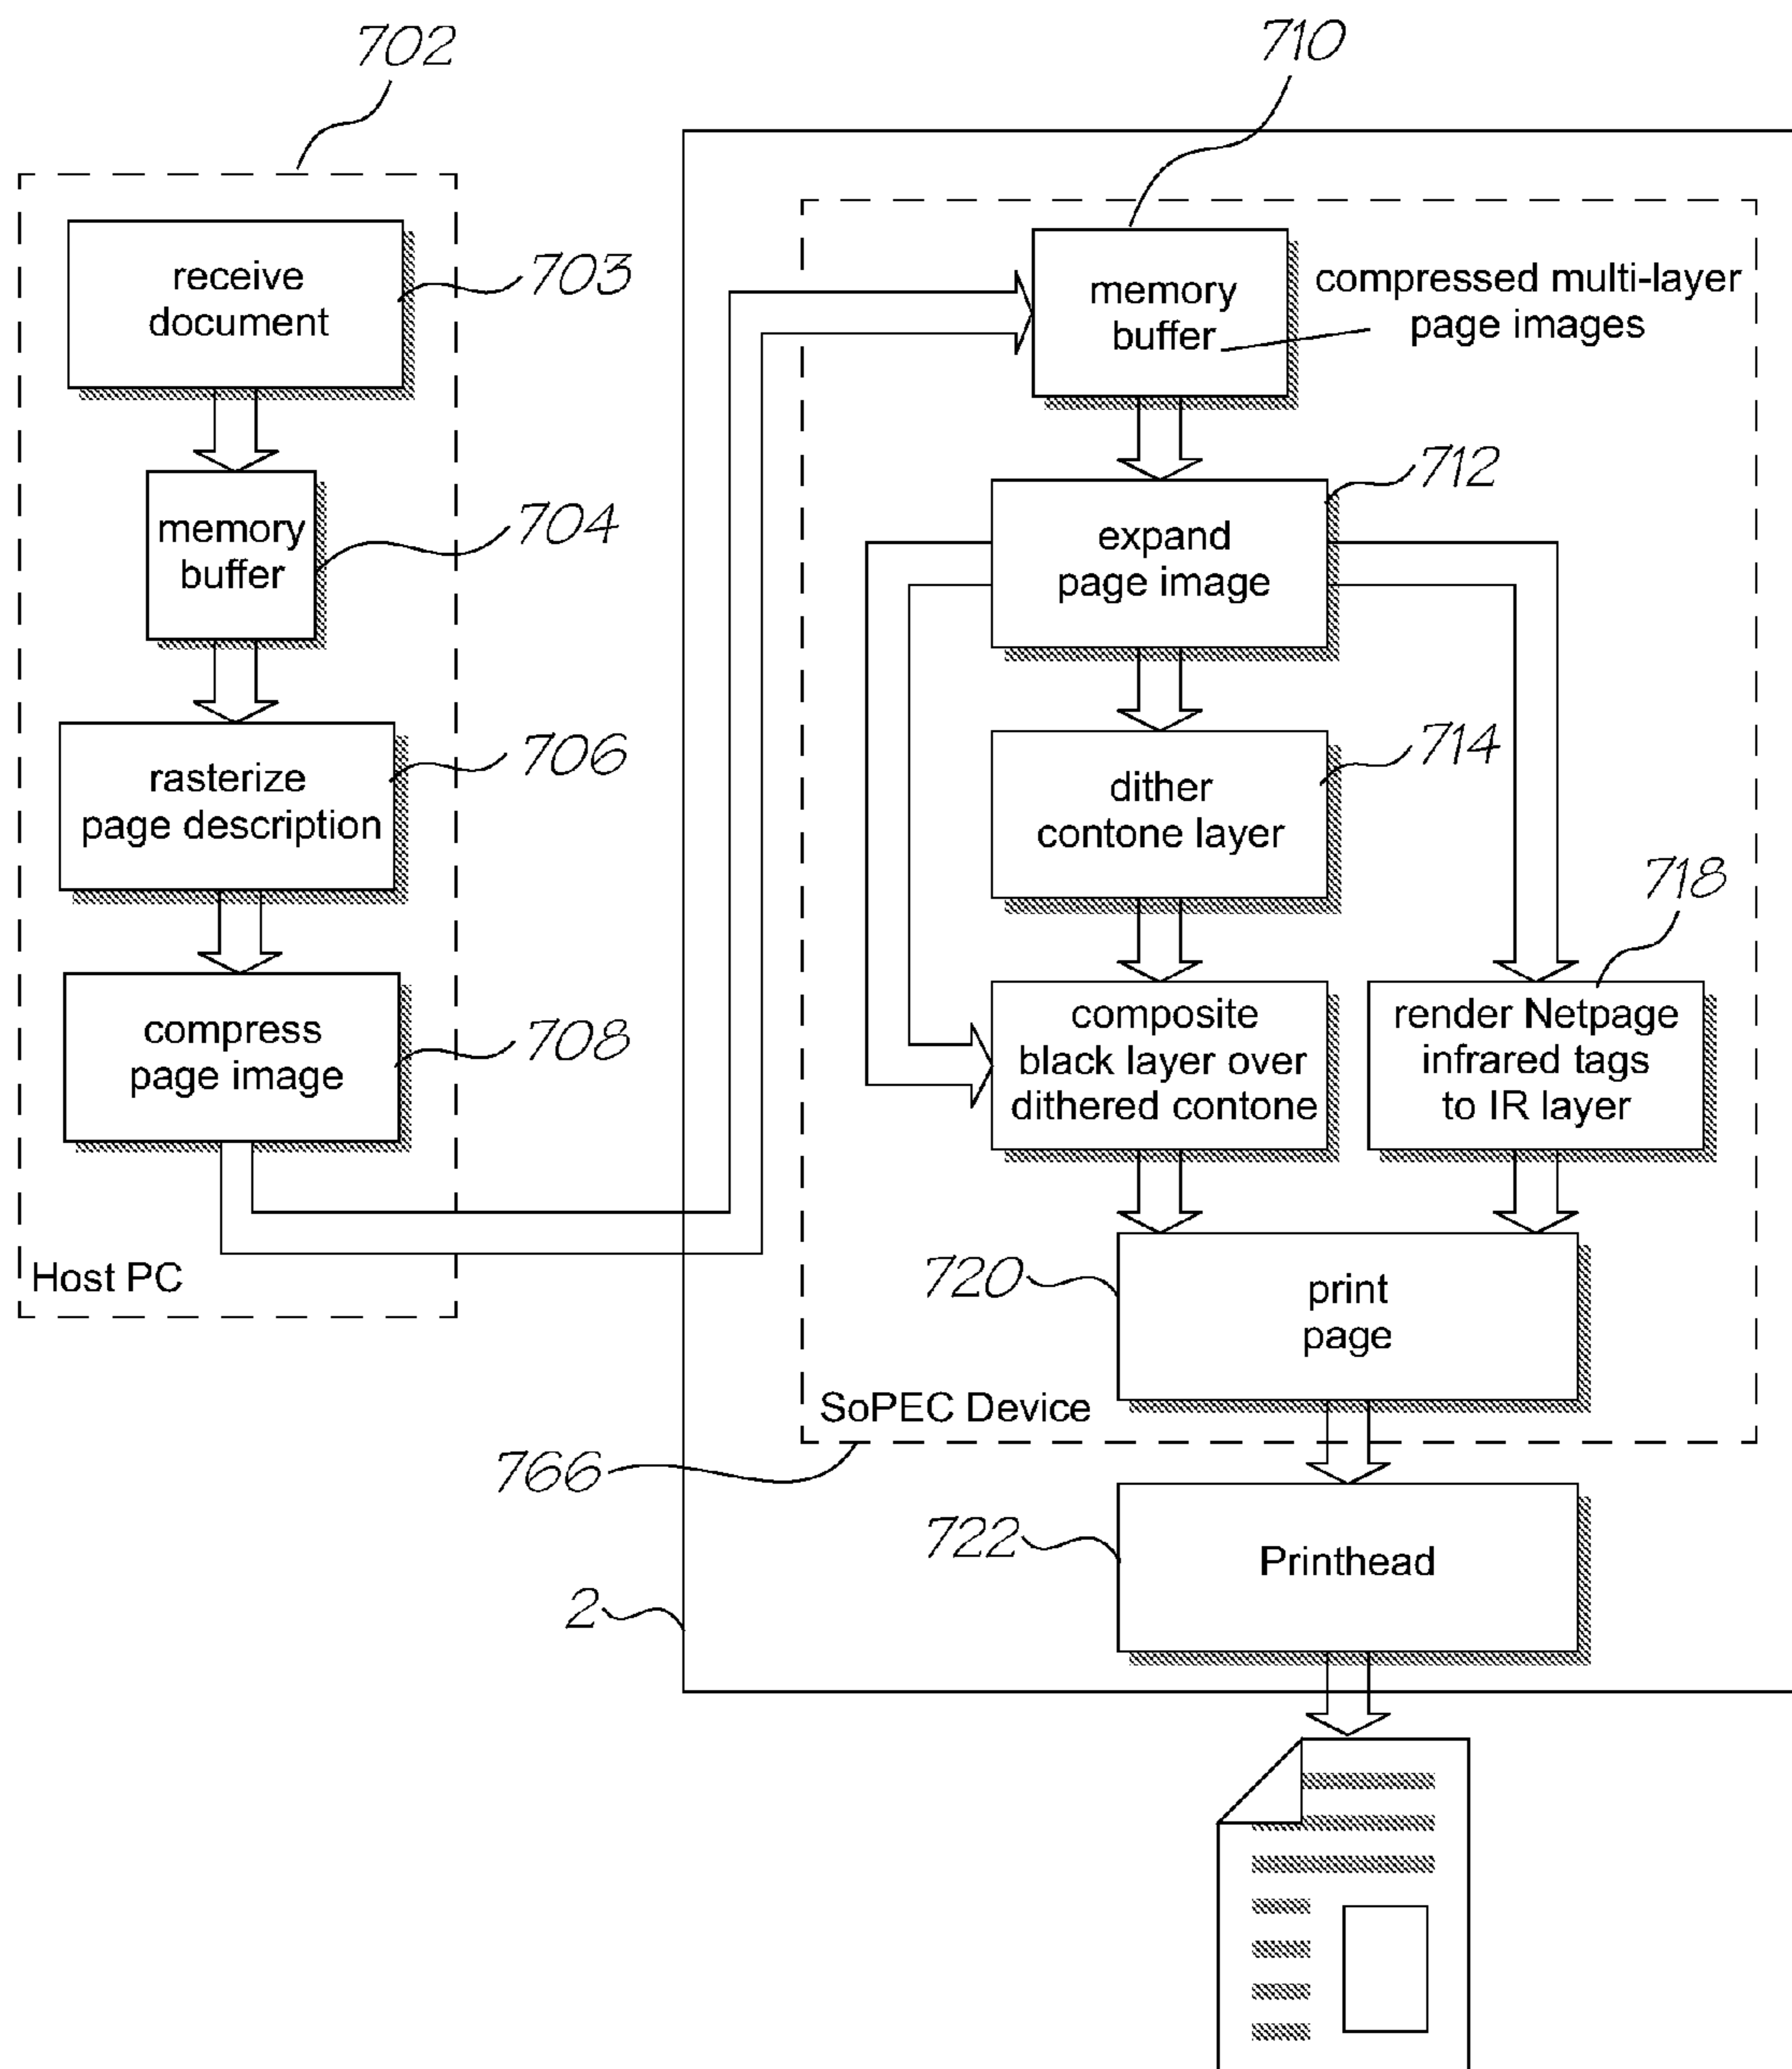 702
710
receive
document
703
memory
buffer
compressed multi-layer
page images
memory
buffer
704
expand
page image
712
rasterize
page description
706
dither
contone layer
714
718
compress
page image
708
composite
black layer over
dithered contone
render Netpage
infrared tags
to IR layer
Host PC
720
print
page
SoPEC Device
766
722
Printhead
2